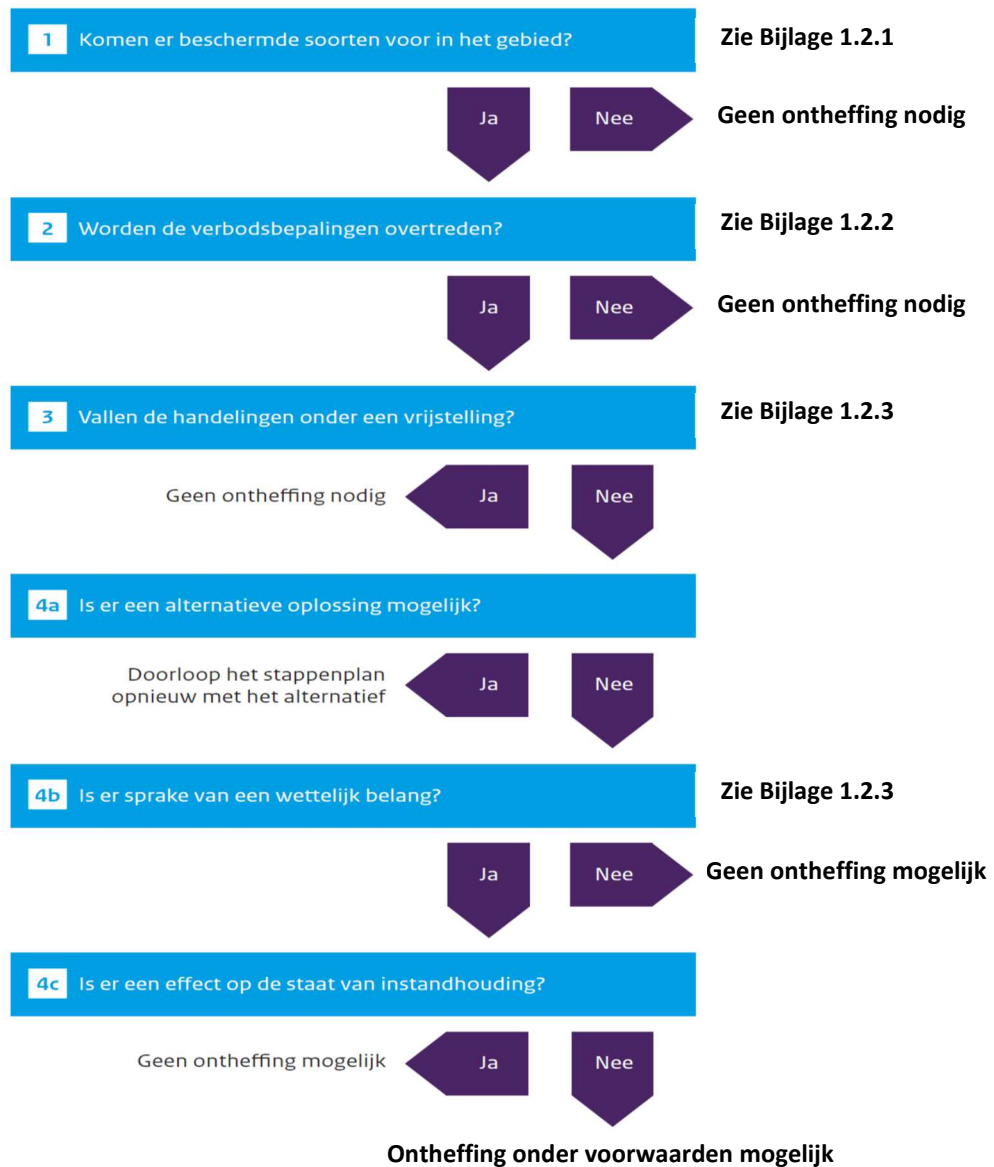 1 Komen er beschermde soorten voor in het gebied? Zie Bijlage 1.2.1
Ja Nee Geen ontheffing nodig
2 Worden de verbodsbepalingen overtreden? Zie Bijlage 1.2.2
Ja Nee Geen ontheffing nodig
3 Vallen de handelingen onder een vrijstelling? Zie Bijlage 1.2.3
Geen ontheffing nodig Ja Nee
4a Is er een alternatieve oplossing mogelijk?
Doorloop het stappenplan
opnieuw met het alternatief
Ja Nee
4b Is er sprake van een wettelijk belang? Zie Bijlage 1.2.3
Ja Nee Geen ontheffing mogelijk
4c Is er een effect op de staat van instandhouding?
Geen ontheffing mogelijk Ja Nee
Ontheffing onder voorwaarden mogelijk